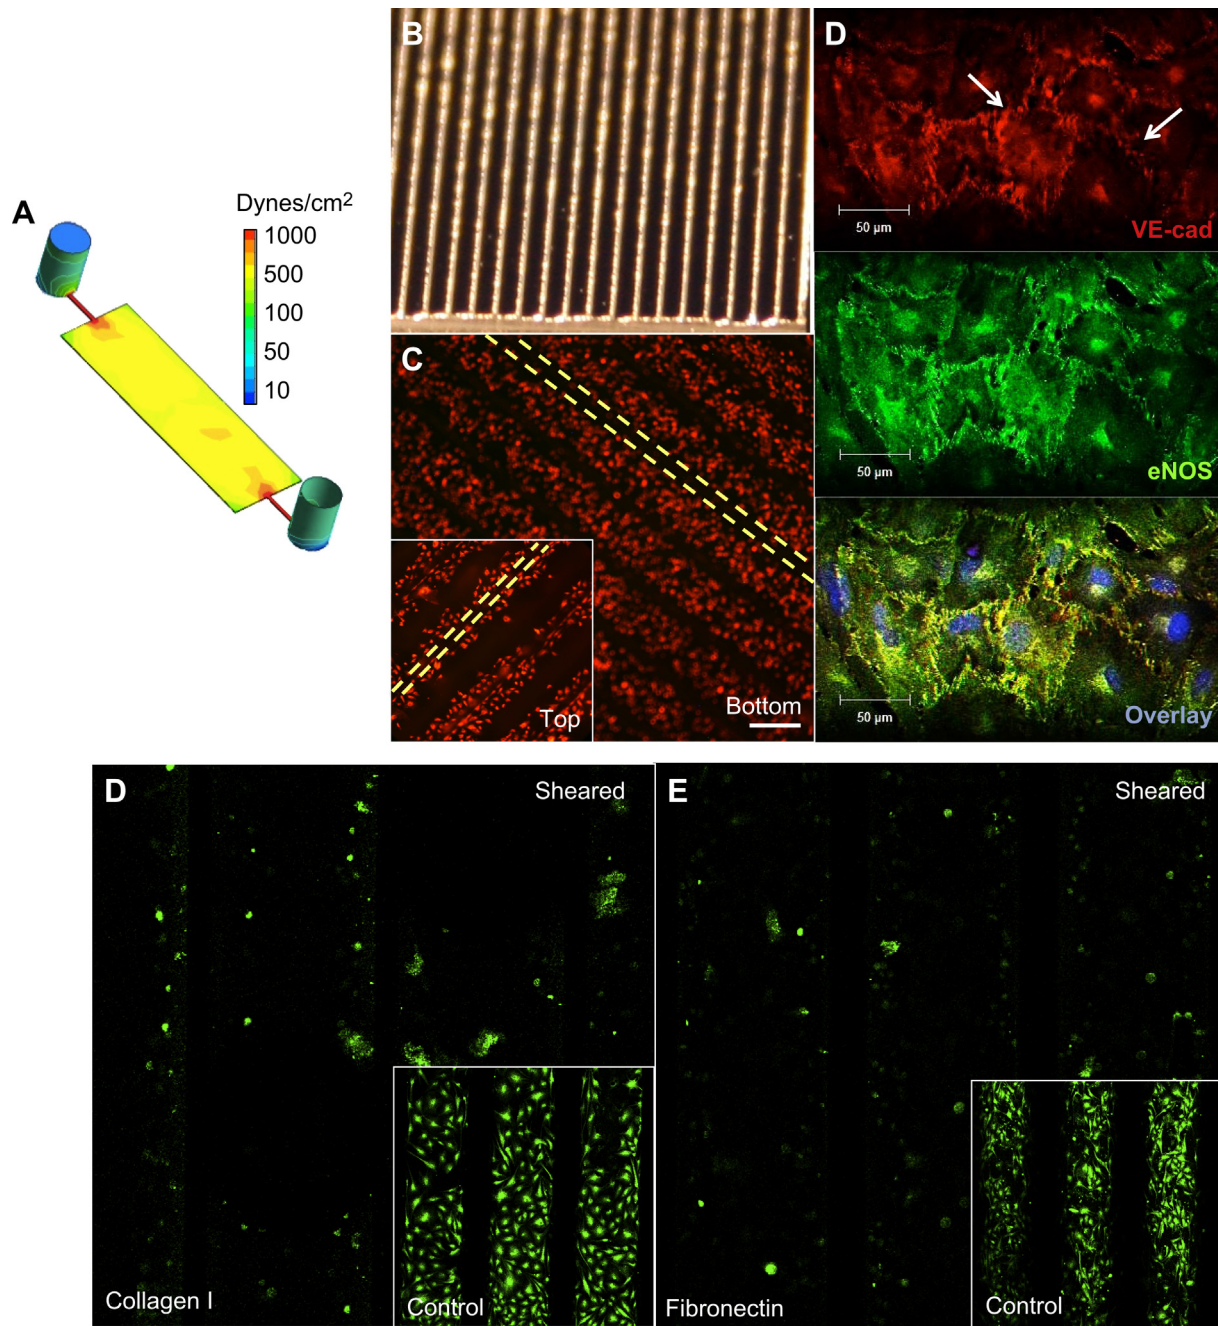 A
Dynes/cm2
1000
500
100
50
10
B
C
Top
Bottom
D
50 µm
VE-cad
50 µm
eNOS
50 µm
Overlay
D
Sheared
Collagen I
Control
E
Sheared
Fibronectin
Control